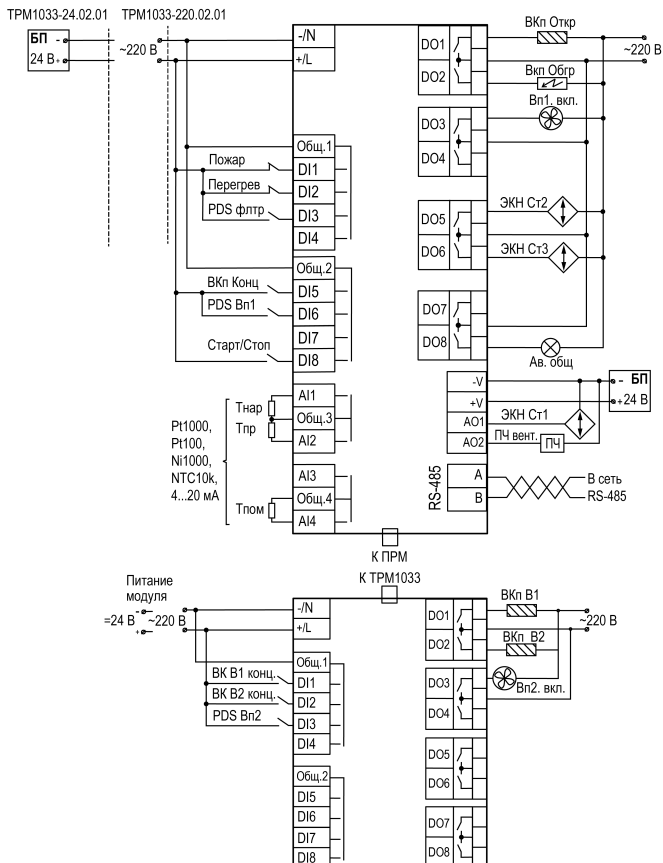 ТРМ1033-24.02.01 ТРМ1033-220.02.01
БП -
24 В+
~220 В
-/N
+/L
Общ.1
DI1
DI2
DI3
DI4
Пожар
Перегрев
PDS флтр
Общ.2
DI5
DI6
DI7
DI8
ВКп Конц
PDS Вп1
Старт/Стоп
AI1
Общ.3
AI2
Тнар
Тпр
AI3
Общ.4
AI4
Тпом
Pt1000,
Pt100,
Ni1000,
NTC10k,
4...20 мА
DO1
DO2
ВКп Откр
~220 В
Вкп Обгр
DO3
DO4
Вп1. вкл.
DO5
DO6
ЭКН Ст2
ЭКН Ст3
DO7
DO8
Ав. общ
-V
+V
AO1
AO2
- БП
+24 В
ЭКН Ст1
ПЧ вент.
ПЧ
RS-485
A
B
В сеть
RS-485
К ПРМ
К ТРМ1033
Питание
модуля
=24 В - ~220 В
+
-/N
+/L
Общ.1
DI1
DI2
DI3
DI4
ВК В1 конц.
ВК В2 конц.
PDS Вп2
Общ.2
DI5
DI6
DI7
DI8
DO1
DO2
ВКп В1
~220 В
ВКп В2
DO3
DO4
Вп2. вкл.
DO5
DO6
DO7
DO8